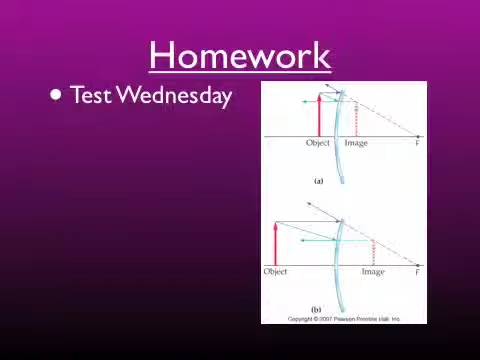 Homework
• Test Wednesday
Object Image F
(a)
Object Image F
(b)
Copyright © 2007 Pearson Prentice Hall, Inc.